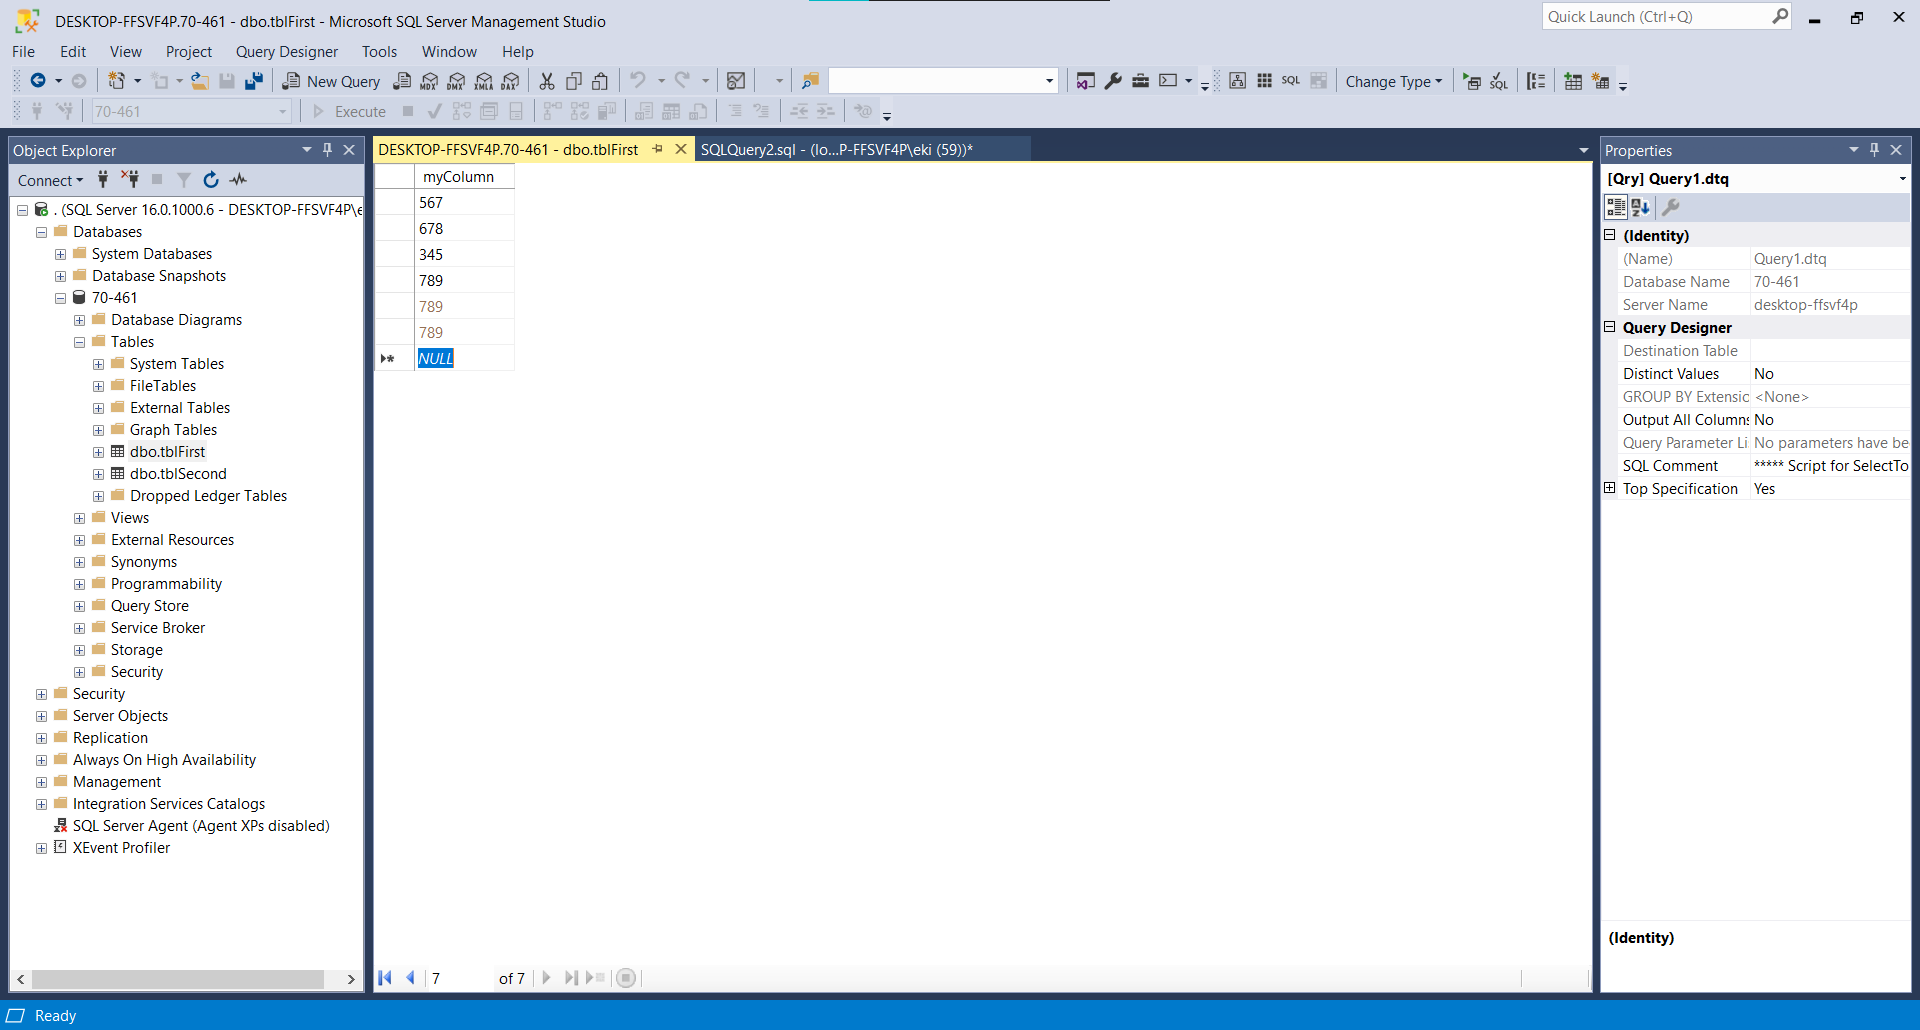 DESKTOP-FFSVF4P.70-461 - dbo.tblFirst - Microsoft SQL Server Management Studio
Quick Launch (Ctrl+Q)
File Edit View Project Query Designer Tools Window Help
New Query MDX DMX XMLA DAX SQL Change Type SQL
70-461 Execute
Object Explorer
Connect
. (SQL Server 16.0.1000.6 - DESKTOP-FFSVF4P\e
Databases
System Databases
Database Snapshots
70-461
Database Diagrams
Tables
System Tables
FileTables
External Tables
Graph Tables
dbo.tblFirst
dbo.tblSecond
Dropped Ledger Tables
Views
External Resources
Synonyms
Programmability
Query Store
Service Broker
Storage
Security
Security
Server Objects
Replication
Always On High Availability
Management
Integration Services Catalogs
SQL Server Agent (Agent XPs disabled)
XEvent Profiler
DESKTOP-FFSVF4P.70-461 - dbo.tblFirst
SQLQuery2.sql - (lo...P-FFSVF4P\eki (59))*
myColumn
567
678
345
789
789
789
NULL
7 of 7
Properties
[Qry] Query1.dtq
(Identity)
(Name) Query1.dtq
Database Name 70-461
Server Name desktop-ffsvf4p
Query Designer
Destination Table
Distinct Values No
GROUP BY Extensic <None>
Output All Columns No
Query Parameter Li No parameters have be
SQL Comment ***** Script for SelectTo
Top Specification Yes
(Identity)
Ready